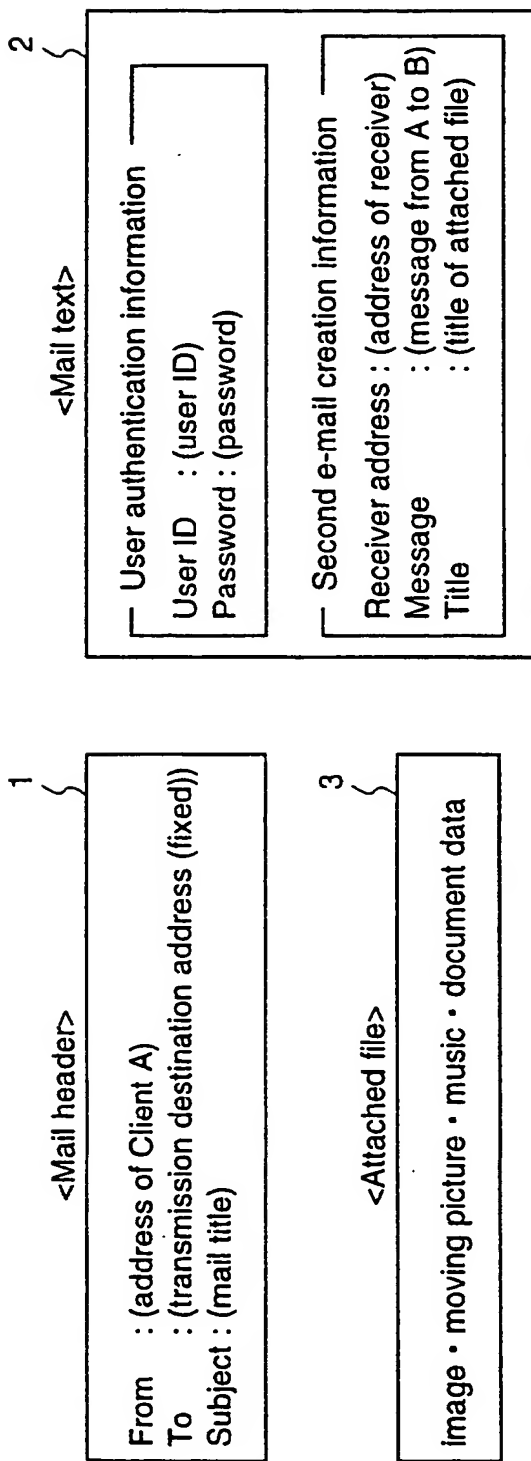 <Mail header>
1
From : (address of Client A)
To : (transmission destination address (fixed))
Subject : (mail title)
<Attached file>
3
image・moving picture・music・document data
<Mail text>
2
User authentication information
User ID : (user ID)
Password : (password)
Second e-mail creation information
Receiver address : (address of receiver)
Message : (message from A to B)
Title : (title of attached file)